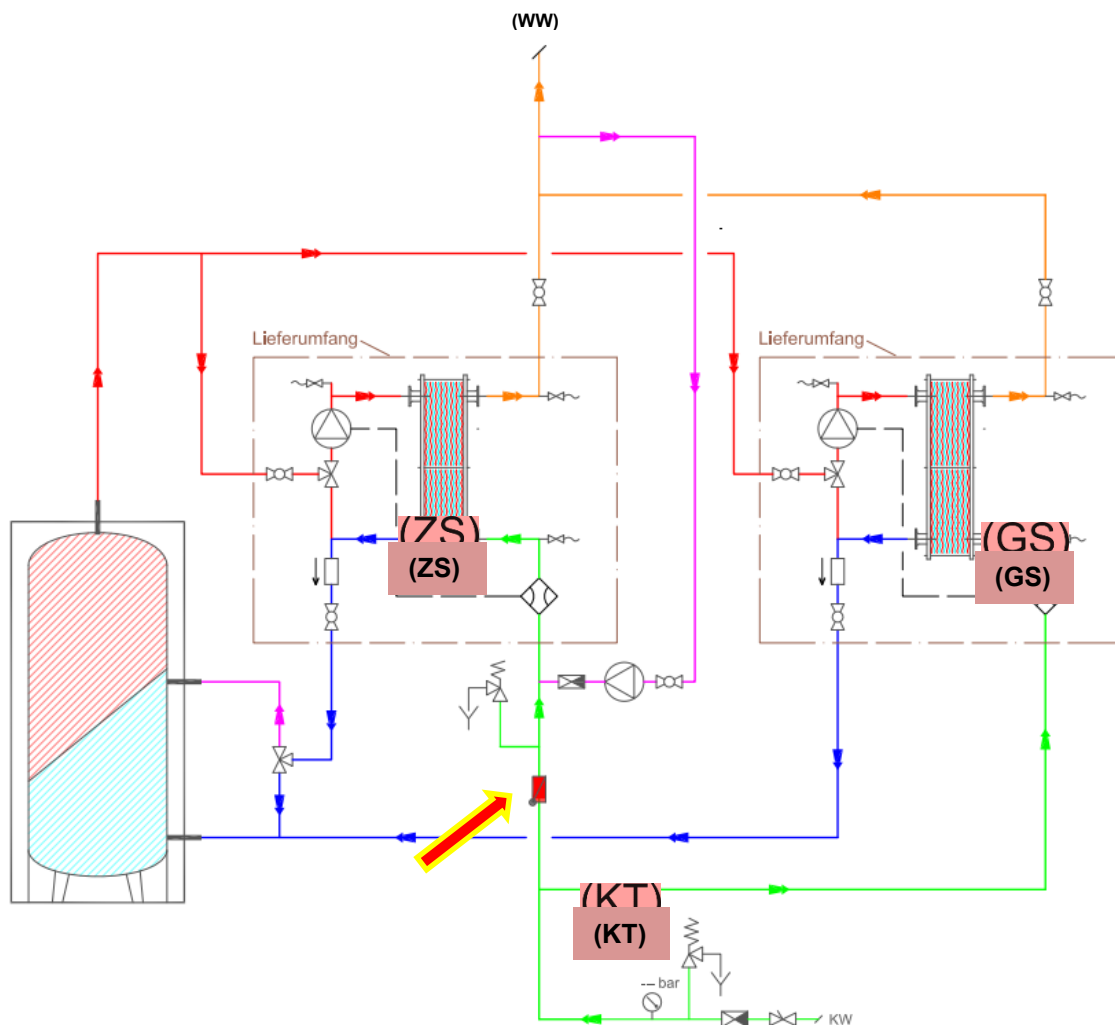 (WW)
Lieferumfang
Lieferumfang
(ZS)
(ZS)
(GS)
(GS)
(KT)
(KT)
--- bar
KW